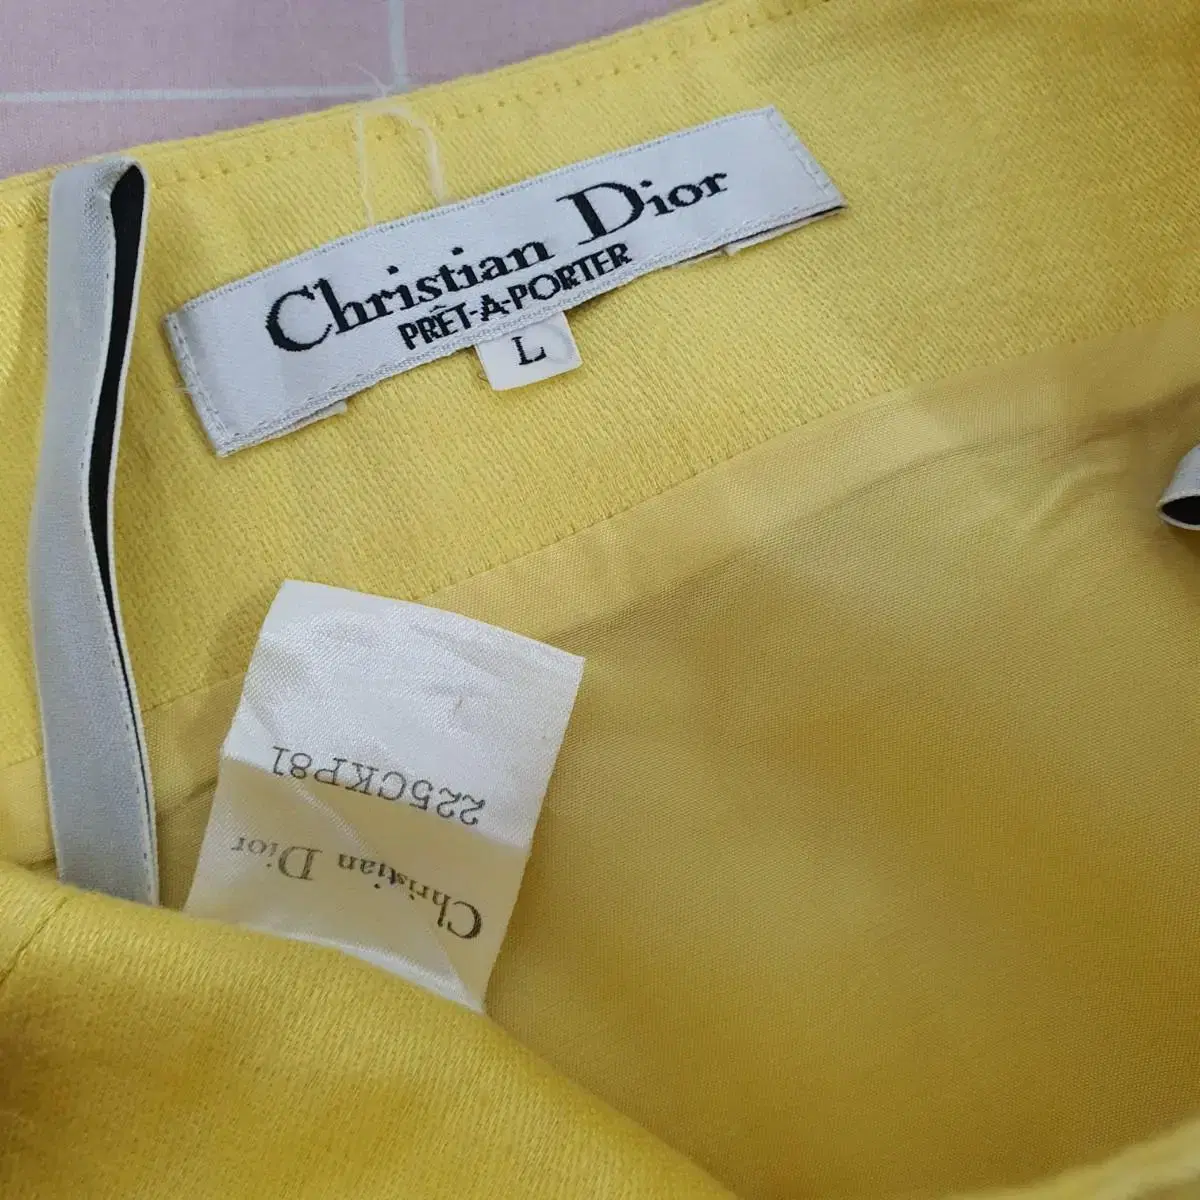 Christian Dior
PRÊT-À-PORTER
L
Christian Dior
225CKP81